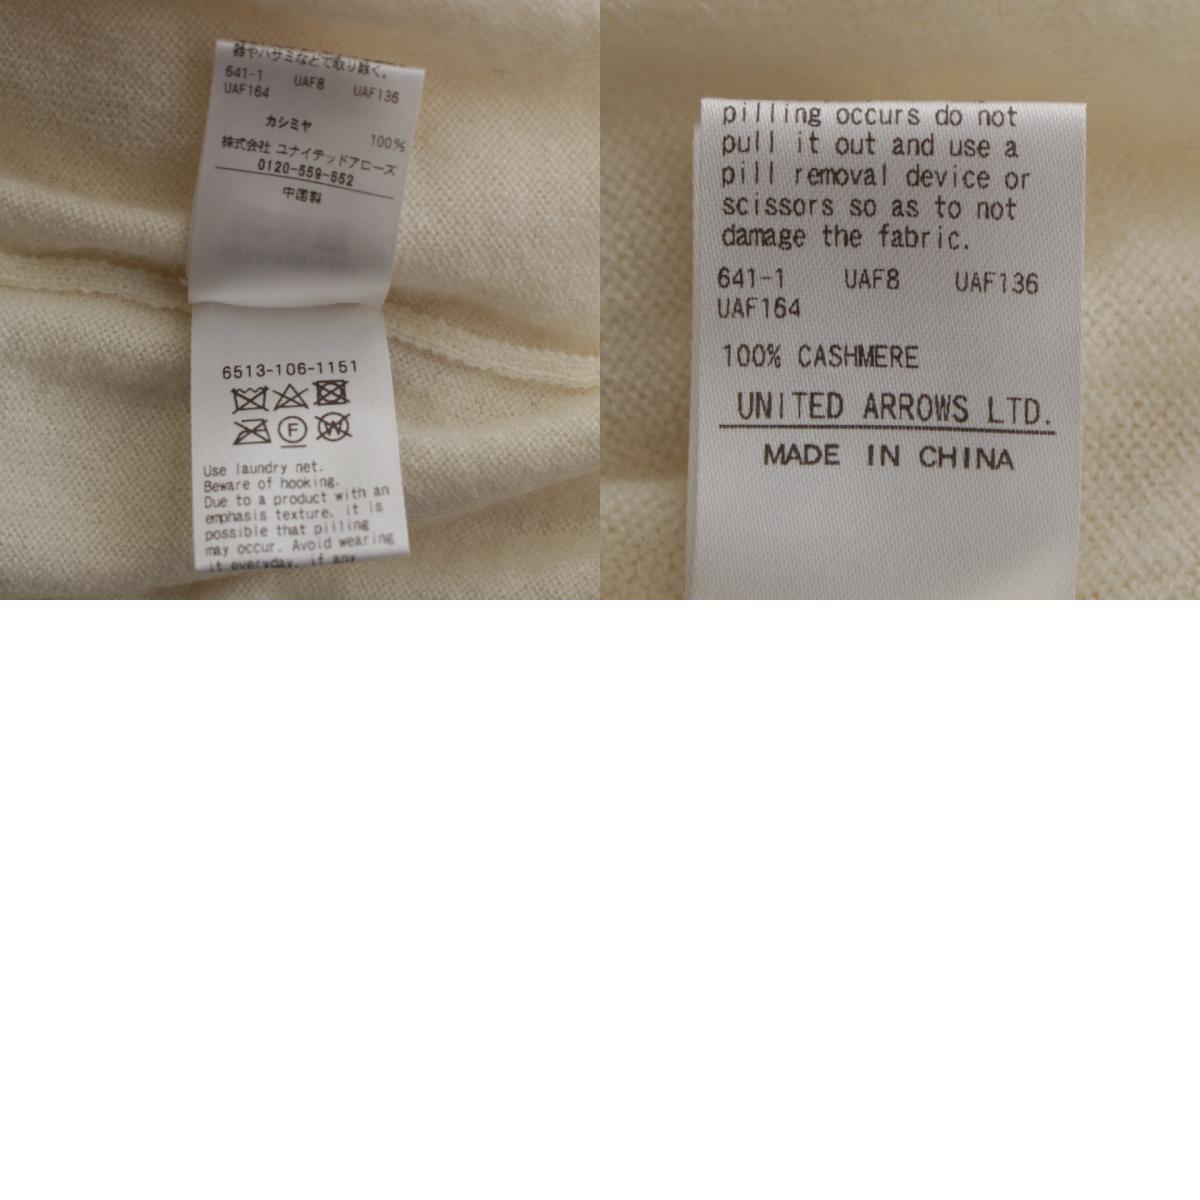 器やハサミなどで取り除く。
641-1 UAF8 UAF136
UAF164
カシミヤ 100%
株式会社 ユナイテッドアローズ
0120-559-652
中国製
6513-106-1151
F W
Use laundry net.
Beware of hooking.
Due to a product with an
emphasis texture, it is
possible that pilling
may occur. Avoid wearing
it everyday. if any
pilling occurs do not
pull it out and use a
pill removal device or
scissors so as to not
damage the fabric.
641-1 UAF8 UAF136
UAF164
100% CASHMERE
UNITED ARROWS LTD.
MADE IN CHINA